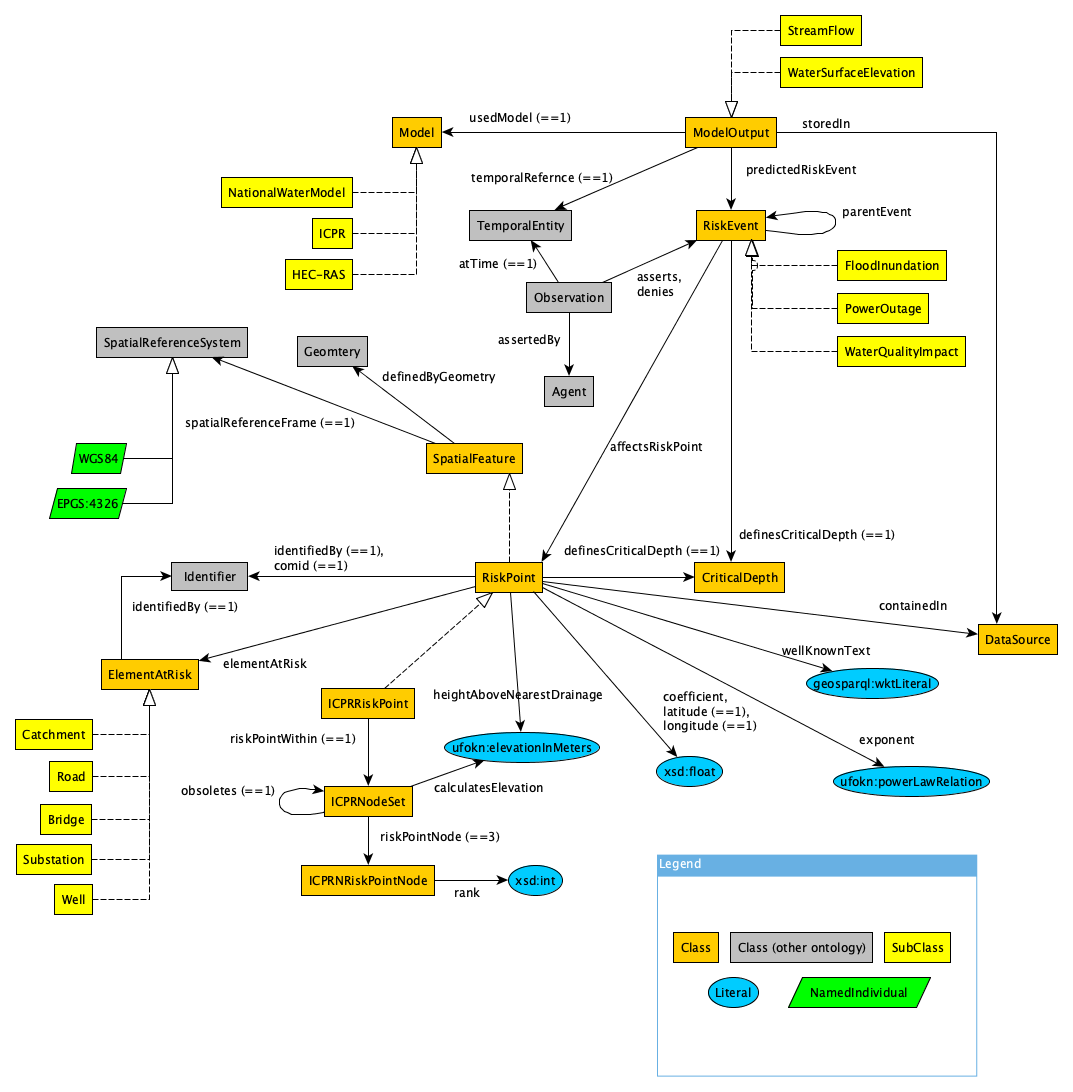 StreamFlow
WaterSurfaceElevation
usedModel (==1)
storedIn
Model
ModelOutput
temporalRefernce (==1)
predictedRiskEvent
NationalWaterModel
TemporalEntity
RiskEvent
parentEvent
ICPR
HEC-RAS
atTime (==1)
asserts,
denies
FloodInundation
Observation
PowerOutage
assertedBy
WaterQualityImpact
SpatialReferenceSystem
Geomtery
definedByGeometry
Agent
spatialReferenceFrame (==1)
affectsRiskPoint
WGS84
SpatialFeature
EPGS:4326
definesCriticalDepth (==1)
identifiedBy (==1),
comid (==1)
definesCriticalDepth (==1)
Identifier
RiskPoint
CriticalDepth
identifiedBy (==1)
containedIn
DataSource
elementAtRisk
wellKnownText
ElementAtRisk
geosparql:wktLiteral
ICPRRiskPoint
heightAboveNearestDrainage
coefficient,
latitude (==1),
longitude (==1)
Catchment
riskPointWithin (==1)
ufokn:elevationInMeters
exponent
Road
xsd:float
ufokn:powerLawRelation
obsoletes (==1)
calculatesElevation
ICPRNodeSet
Bridge
riskPointNode (==3)
Substation
Legend
ICPRNRiskPointNode
xsd:int
rank
Well
Class
Class (other ontology)
SubClass
Literal
NamedIndividual